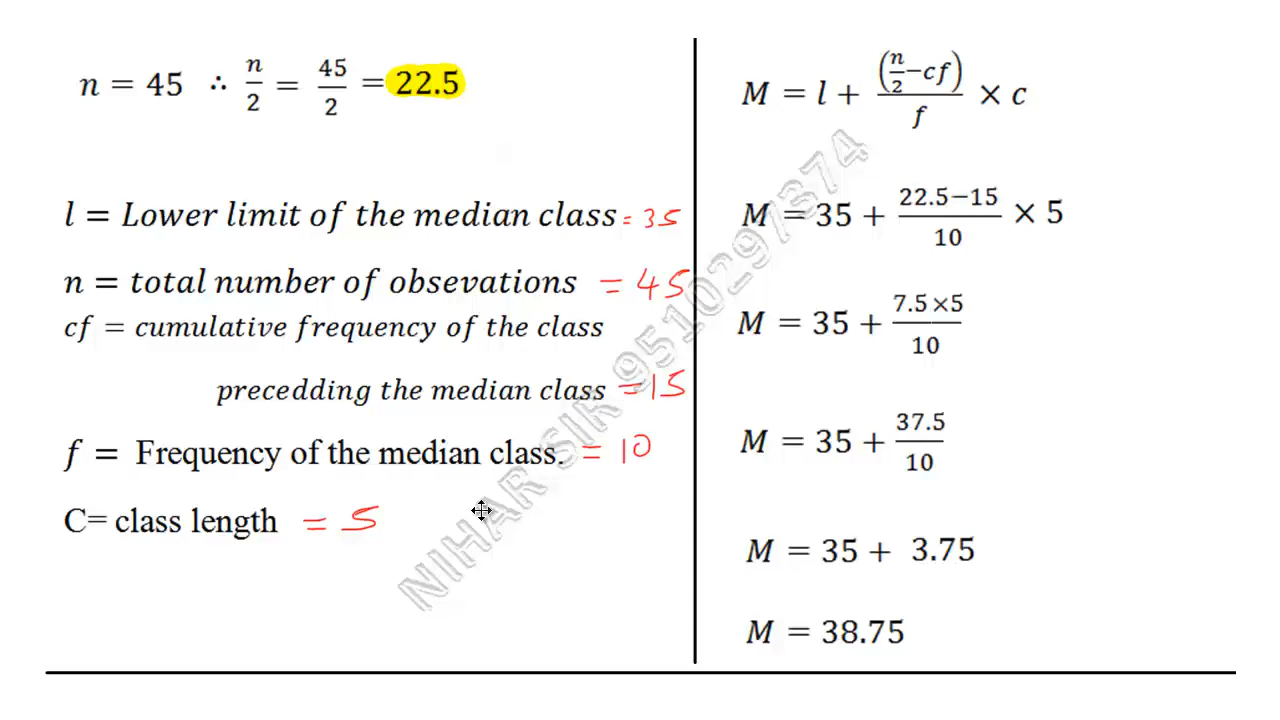 n = 45 ∴ n/2 = 45/2 = 22.5
l = Lower limit of the median class = 35
n = total number of obsevations = 45
cf = cumulative frequency of the class
precedding the median class = 15
f = Frequency of the median class. = 10
C= class length = 5
M = l + (n/2 − cf)/f × c
M = 35 + 22.5−15/10 × 5
M = 35 + 7.5×5/10
M = 35 + 37.5/10
M = 35 + 3.75
M = 38.75
NIHAR SIR 9510297374